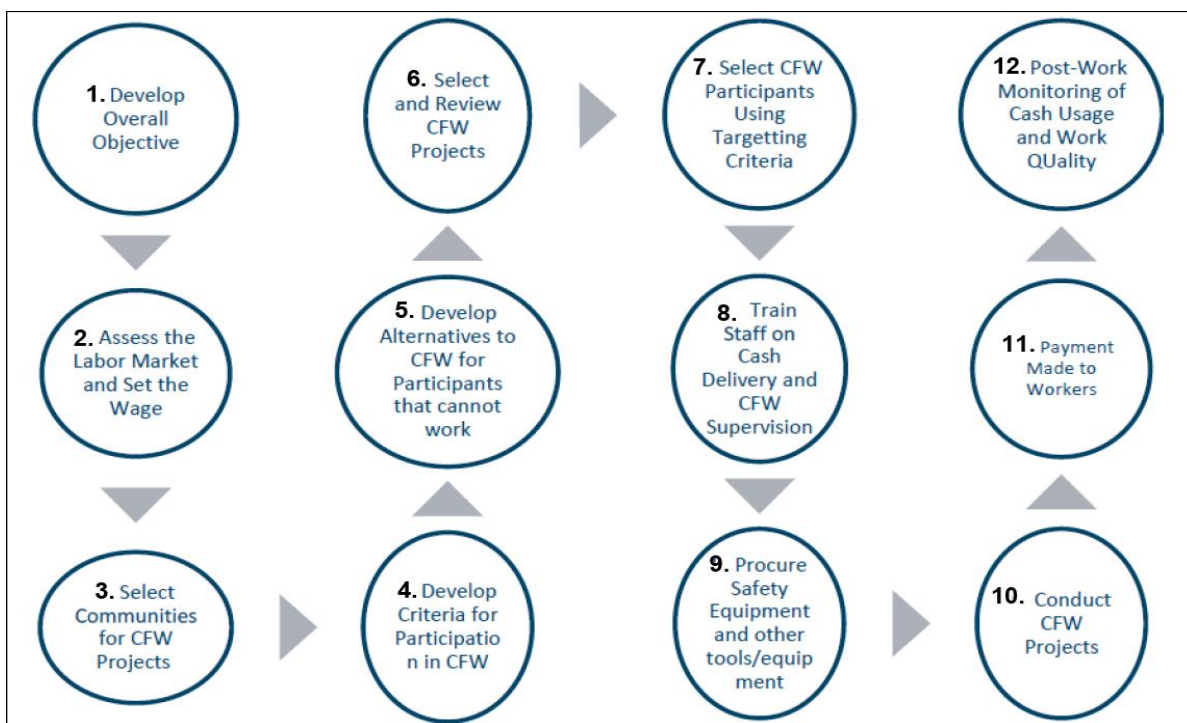 1. Develop
Overall
Objective
2. Assess the
Labor Market
and Set the
Wage
3. Select
Communities
for CFW
Projects
4. Develop
Criteria for
Participatio
n in CFW
5. Develop
Alternatives to
CFW for
Participants
that cannot
work
6. Select
and Review
CFW
Projects
7. Select CFW
Participants
Using
Targetting
Criteria
8. Train
Staff on
Cash
Delivery and
CFW
Supervision
9. Procure
Safety
Equipment
and other
tools/equip
ment
10. Conduct
CFW
Projects
11. Payment
Made to
Workers
12. Post-Work
Monitoring of
Cash Usage
and Work
QUality